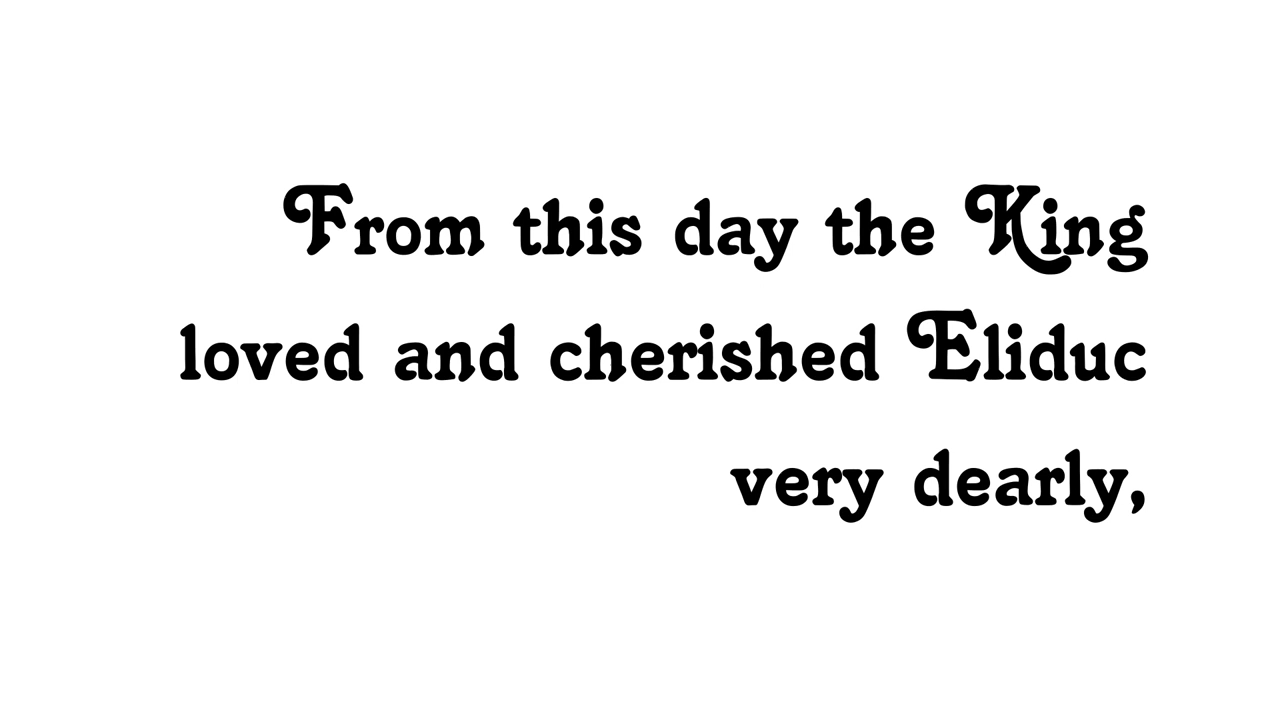 From this day the King
loved and cherished Eliduc
very dearly,